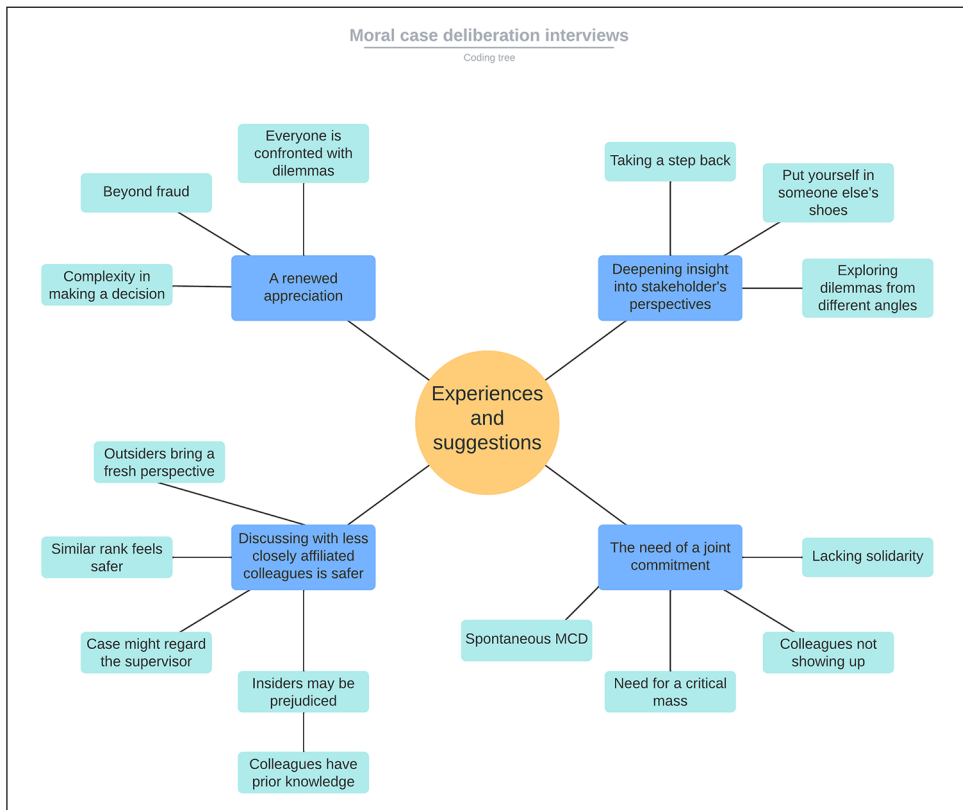 Moral case deliberation interviews
Coding tree
Everyone is
confronted with
dilemmas
Beyond fraud
Complexity in
making a decision
A renewed
appreciation
Taking a step back
Put yourself in
someone else's
shoes
Deepening insight
into stakeholder's
perspectives
Exploring
dilemmas from
different angles
Experiences
and
suggestions
Outsiders bring a
fresh perspective
Similar rank feels
safer
Discussing with less
closely affiliated
colleagues is safer
Case might regard
the supervisor
Insiders may be
prejudiced
Colleagues have
prior knowledge
The need of a joint
commitment
Lacking solidarity
Spontaneous MCD
Colleagues not
showing up
Need for a critical
mass